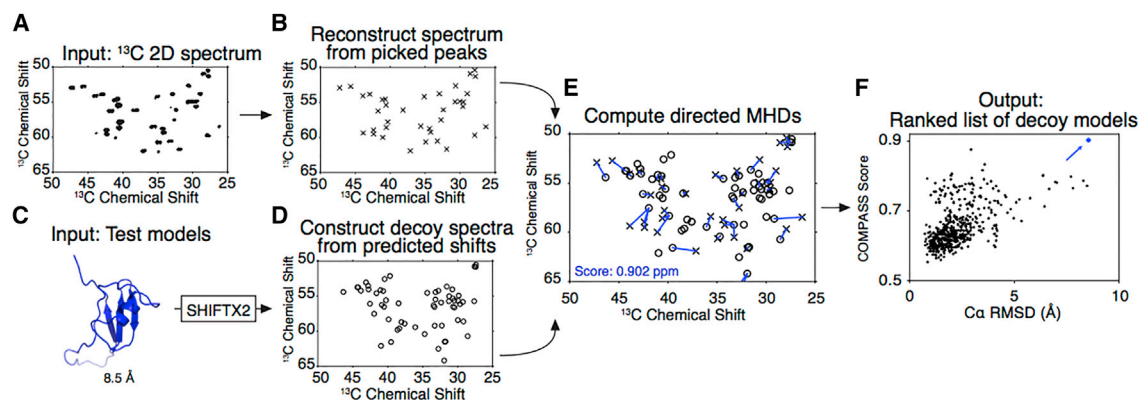 A
Input: ¹³C 2D spectrum
¹³C Chemical Shift
50
55
60
65
50 45 40 35 30 25
¹³C Chemical Shift
B
Reconstruct spectrum
from picked peaks
¹³C Chemical Shift
50
55
60
65
50 45 40 35 30 25
C
Input: Test models
8.5 Å
SHIFTX2
D
Construct decoy spectra
from predicted shifts
¹³C Chemical Shift
50
55
60
65
50 45 40 35 30 25
¹³C Chemical Shift
E
Compute directed MHDs
¹³C Chemical Shift
50
55
60
65
Score: 0.902 ppm
50 45 40 35 30 25
¹³C Chemical Shift
F
Output:
Ranked list of decoy models
COMPASS Score
0.9
0.7
0.5
0 5 10
Cα RMSD (Å)